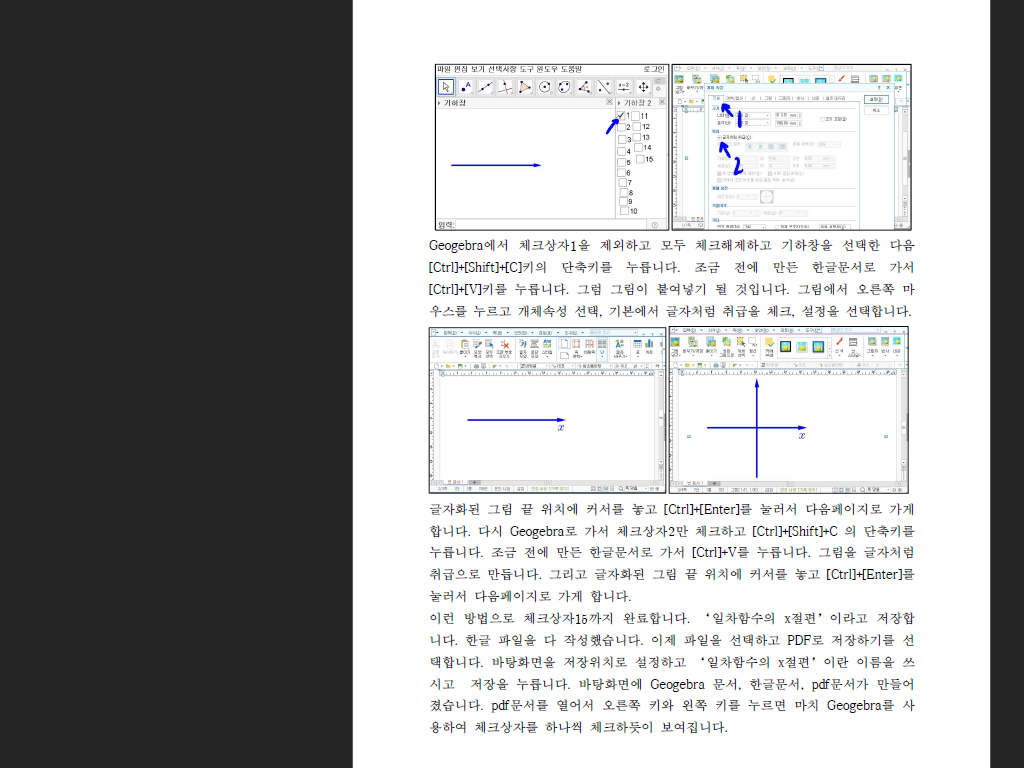 파일 편집 보기 선택사항 도구 윈도우 도움말 로그인
기하창 기하창 2
1 11
2 12
3 13
4 14
5 15
6
7
8
9
10
입력:
1
2
Geogebra에서 체크상자1을 제외하고 모두 체크해제하고 기하창을 선택한 다음
[Ctrl]+[Shift]+[C]키의 단축키를 누릅니다. 조금 전에 만든 한글문서로 가서
[Ctrl]+[V]키를 누릅니다. 그럼 그림이 붙여넣기 될 것입니다. 그림에서 오른쪽 마
우스를 누르고 개체속성 선택, 기본에서 글자처럼 취급을 체크, 설정을 선택합니다.
x
x
글자화된 그림 끝 위치에 커서를 놓고 [Ctrl]+[Enter]를 눌러서 다음페이지로 가게
합니다. 다시 Geogebra로 가서 체크상자2만 체크하고 [Ctrl]+[Shift]+C 의 단축키를
누릅니다. 조금 전에 만든 한글문서로 가서 [Ctrl]+V를 누릅니다. 그림을 글자처럼
취급으로 만듭니다. 그리고 글자화된 그림 끝 위치에 커서를 놓고 [Ctrl]+[Enter]를
눌러서 다음페이지로 가게 합니다.
이런 방법으로 체크상자15까지 완료합니다. ‘일차함수의 x절편’이라고 저장합
니다. 한글 파일을 다 작성했습니다. 이제 파일을 선택하고 PDF로 저장하기를 선
택합니다. 바탕화면을 저장위치로 설정하고 ‘일차함수의 x절편’이란 이름을 쓰
시고 저장을 누릅니다. 바탕화면에 Geogebra 문서, 한글문서, pdf문서가 만들어
졌습니다. pdf문서를 열어서 오른쪽 키와 왼쪽 키를 누르면 마치 Geogebra를 사
용하여 체크상자를 하나씩 체크하듯이 보여집니다.